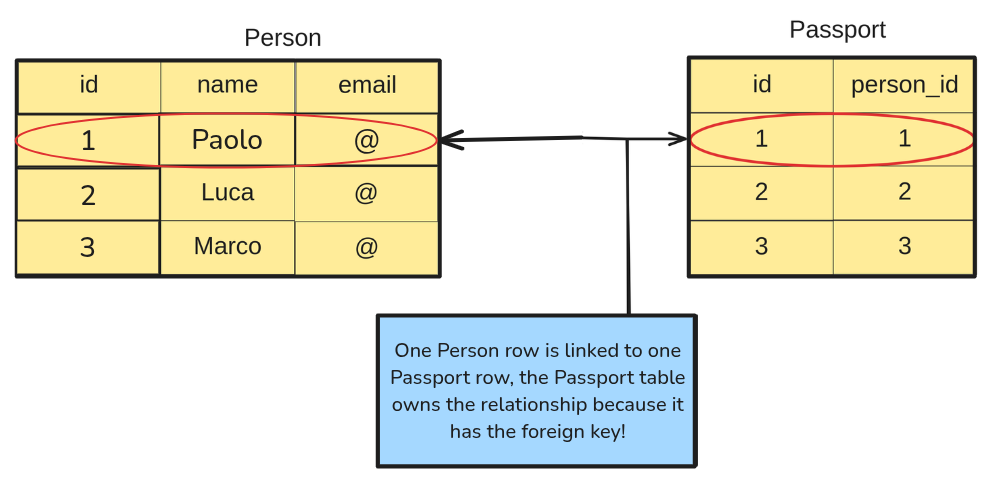 Person
id name email
1 Paolo @
2 Luca @
3 Marco @
Passport
id person_id
1 1
2 2
3 3
One Person row is linked to one
Passport row, the Passport table
owns the relationship because it
has the foreign key!